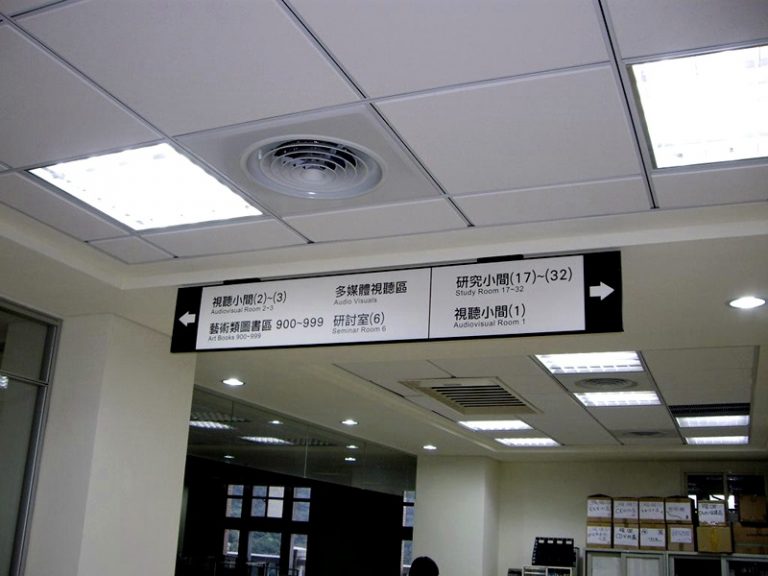 視聽小間(2)~(3)
Audiovisual Room 2-3
藝術類圖書區 900~999
Art Books 900~999
多媒體視聽區
Audio Visuals
研討室(6)
Seminar Room 6
研究小間(17)~(32)
Study Room 17~32
視聽小間(1)
Audiovisual Room 1